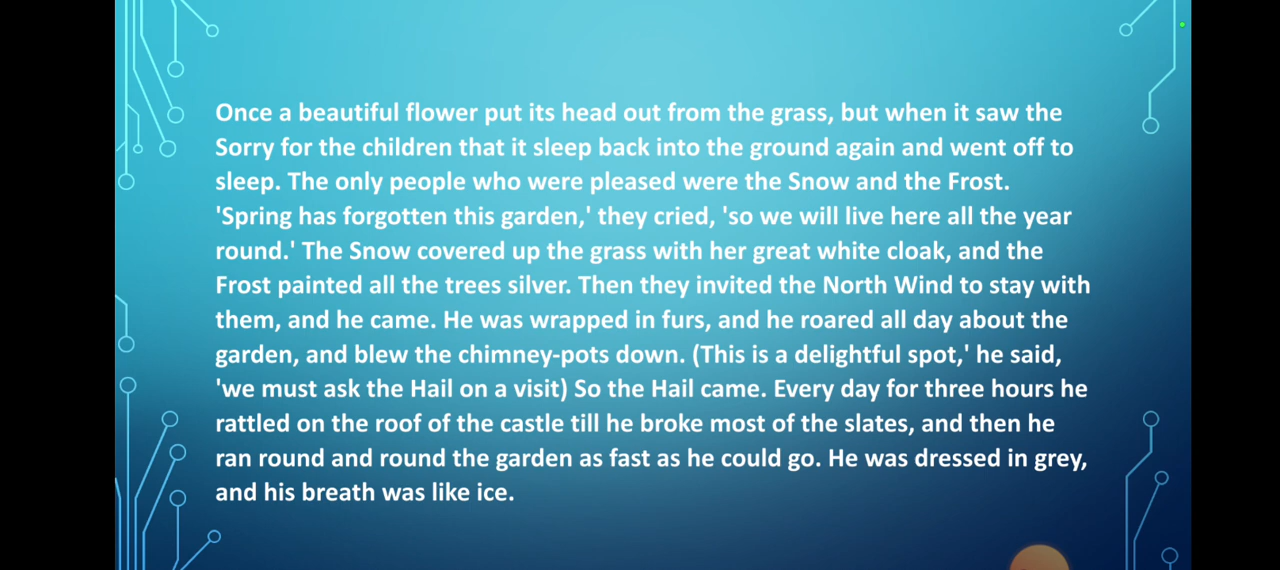 Once a beautiful flower put its head out from the grass, but when it saw the
Sorry for the children that it sleep back into the ground again and went off to
sleep. The only people who were pleased were the Snow and the Frost.
'Spring has forgotten this garden,' they cried, 'so we will live here all the year
round.' The Snow covered up the grass with her great white cloak, and the
Frost painted all the trees silver. Then they invited the North Wind to stay with
them, and he came. He was wrapped in furs, and he roared all day about the
garden, and blew the chimney-pots down. (This is a delightful spot,' he said,
'we must ask the Hail on a visit) So the Hail came. Every day for three hours he
rattled on the roof of the castle till he broke most of the slates, and then he
ran round and round the garden as fast as he could go. He was dressed in grey,
and his breath was like ice.